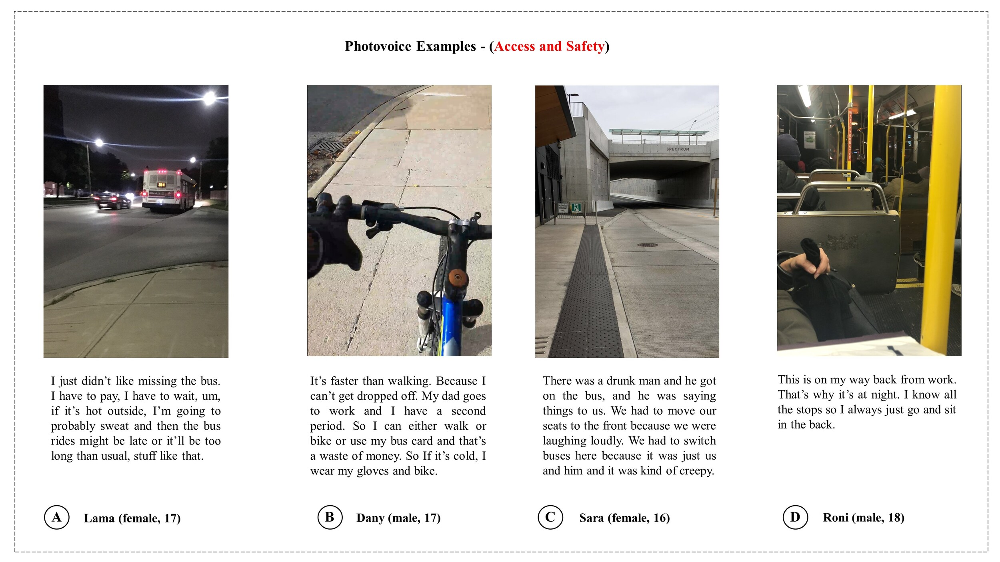 Photovoice Examples - (Access and Safety)
29 N
SPECTRUM
AUTHORIZED
PERSONNEL
ONLY
WATCH YOUR STEP
I just didn't like missing the bus.
I have to pay, I have to wait, um,
if it's hot outside, I'm going to
probably sweat and then the bus
rides might be late or it'll be too
long than usual, stuff like that.
It's faster than walking. Because I
can't get dropped off. My dad goes
to work and I have a second
period. So I can either walk or
bike or use my bus card and that's
a waste of money. So If it's cold, I
wear my gloves and bike.
There was a drunk man and he got
on the bus, and he was saying
things to us. We had to move our
seats to the front because we were
laughing loudly. We had to switch
buses here because it was just us
and him and it was kind of creepy.
This is on my way back from work.
That's why it's at night. I know all
the stops so I always just go and sit
in the back.
A Lama (female, 17)
B Dany (male, 17)
C Sara (female, 16)
D Roni (male, 18)